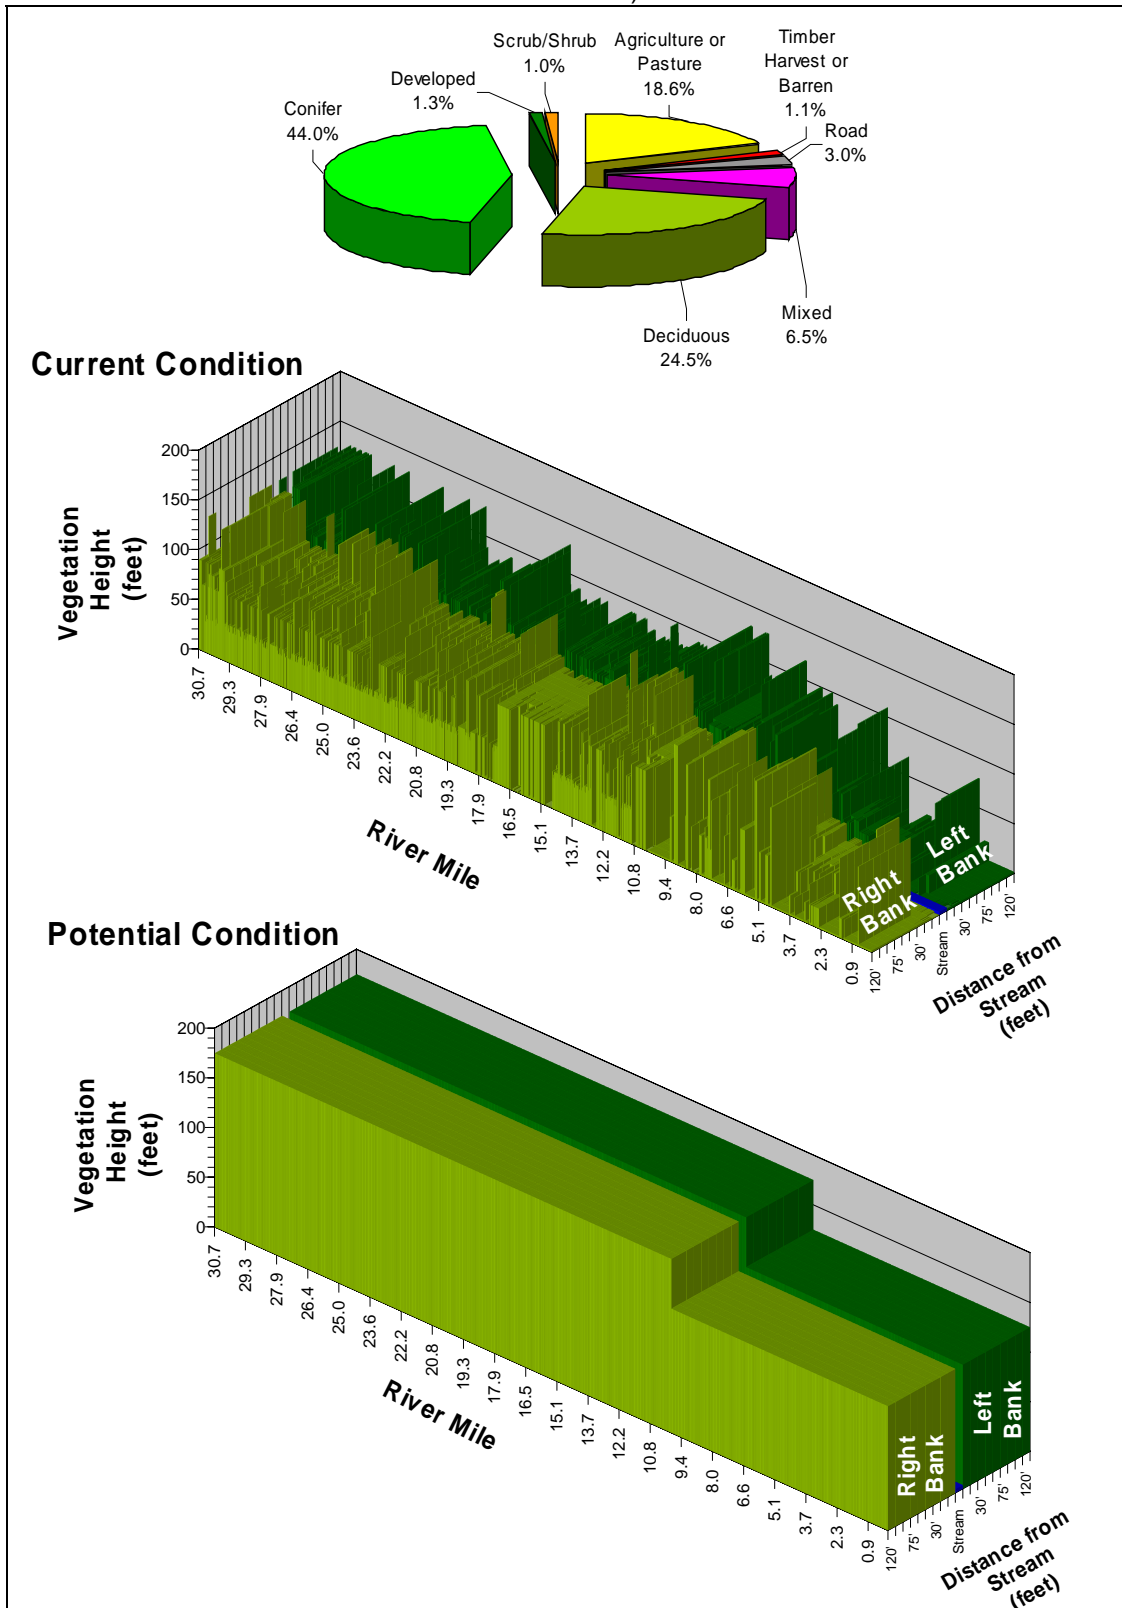 Scrub/Shrub
1.0%
Agriculture or
Pasture
18.6%
Timber
Harvest or
Barren
1.1%
Developed
1.3%
Conifer
44.0%
Road
3.0%
Mixed
6.5%
Deciduous
24.5%
Current Condition
Vegetation
Height
(feet)
200
150
100
50
0
30.7
29.3
27.9
26.4
25.0
23.6
22.2
20.8
19.3
17.9
16.5
15.1
13.7
12.2
10.8
9.4
8.0
6.6
5.1
3.7
2.3
0.9
River Mile
Right
Bank
Left
Bank
120'
75'
30'
Stream
30'
75'
120'
Distance from
Stream
(feet)
Potential Condition
Vegetation
Height
(feet)
200
150
100
50
0
30.7
29.3
27.9
26.4
25.0
23.6
22.2
20.8
19.3
17.9
16.5
15.1
13.7
12.2
10.8
9.4
8.0
6.6
5.1
3.7
2.3
0.9
River Mile
Right
Bank
Left
Bank
120'
75'
30'
Stream
30'
75'
120'
Distance from
Stream
(feet)